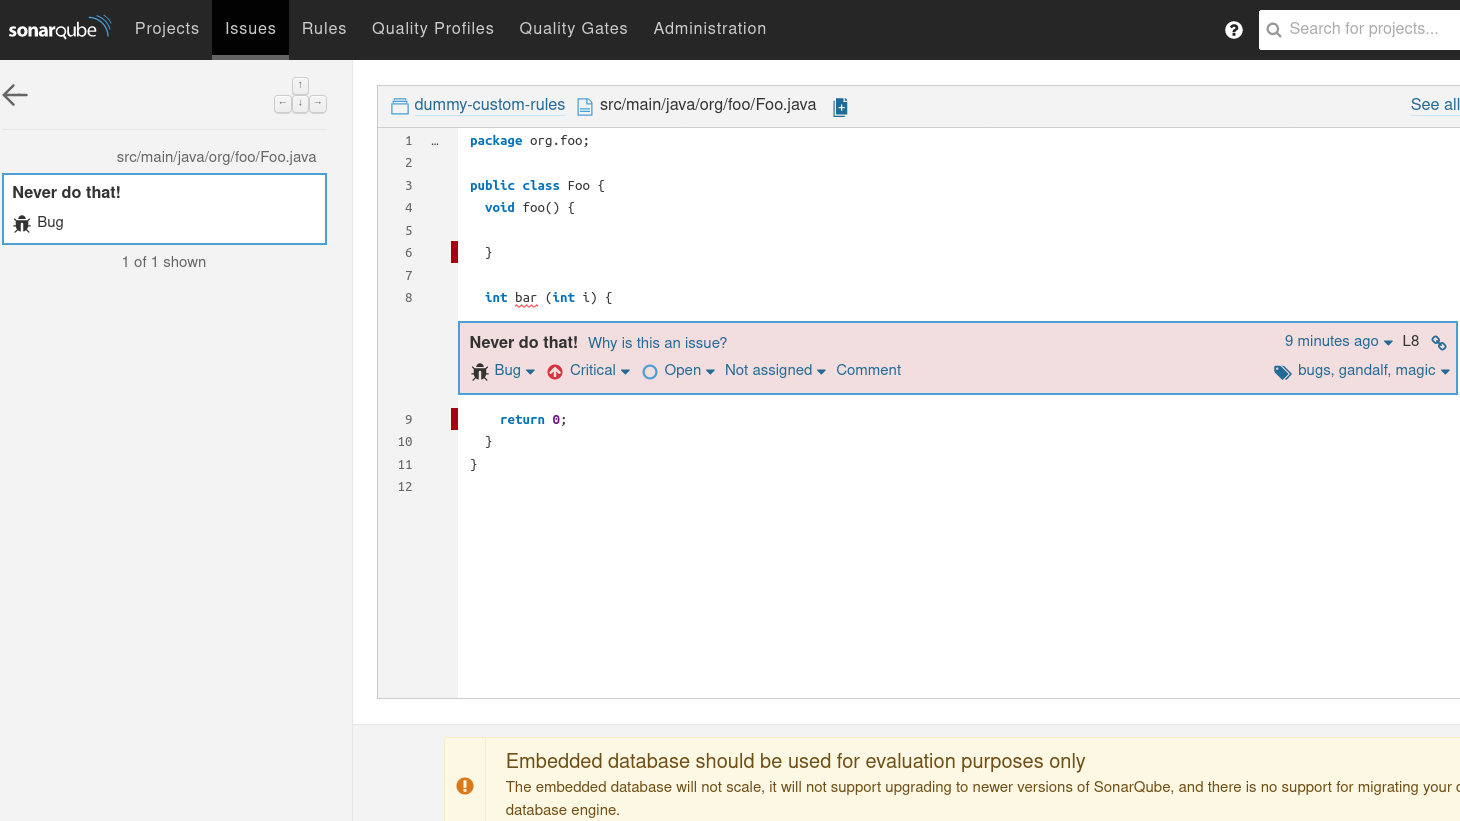 sonarqube Projects Issues Rules Quality Profiles Quality Gates Administration ? Search for projects...
src/main/java/org/foo/Foo.java
Never do that!
Bug
1 of 1 shown
dummy-custom-rules src/main/java/org/foo/Foo.java See all
1 … package org.foo;
2
3 public class Foo {
4 void foo() {
5
6 }
7
8 int bar (int i) {
Never do that! Why is this an issue? 9 minutes ago L8
Bug Critical Open Not assigned Comment bugs, gandalf, magic
9 return 0;
10 }
11 }
12
Embedded database should be used for evaluation purposes only
The embedded database will not scale, it will not support upgrading to newer versions of SonarQube, and there is no support for migrating your
database engine.